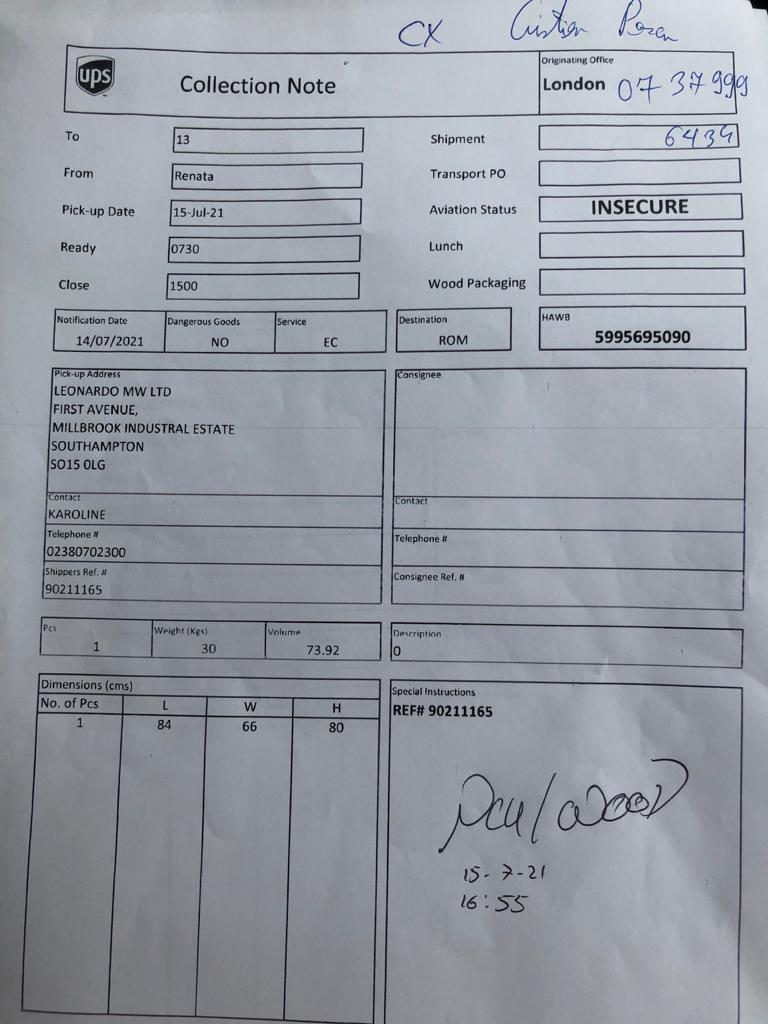 CX
ups
Collection Note
Originating Office
London 07 37 999
To 13
Shipment 6434
From Renata
Transport PO
Pick-up Date 15-Jul-21
Aviation Status INSECURE
Ready 0730
Lunch
Close 1500
Wood Packaging
Notification Date Dangerous Goods Service Destination HAWB
14/07/2021 NO EC ROM 5995695090
Pick-up Address
LEONARDO MW LTD
FIRST AVENUE,
MILLBROOK INDUSTRAL ESTATE
SOUTHAMPTON
SO15 0LG
Contact
KAROLINE
Telephone #
02380702300
Shippers Ref. #
90211165
Consignee
Contact
Telephone #
Consignee Ref. #
Pcs Weight (Kgs) Volume Description
1 30 73.92 0
Dimensions (cms)
No. of Pcs L W H
1 84 66 80
Special Instructions
REF# 90211165
WOOD
15-7-21
16:55